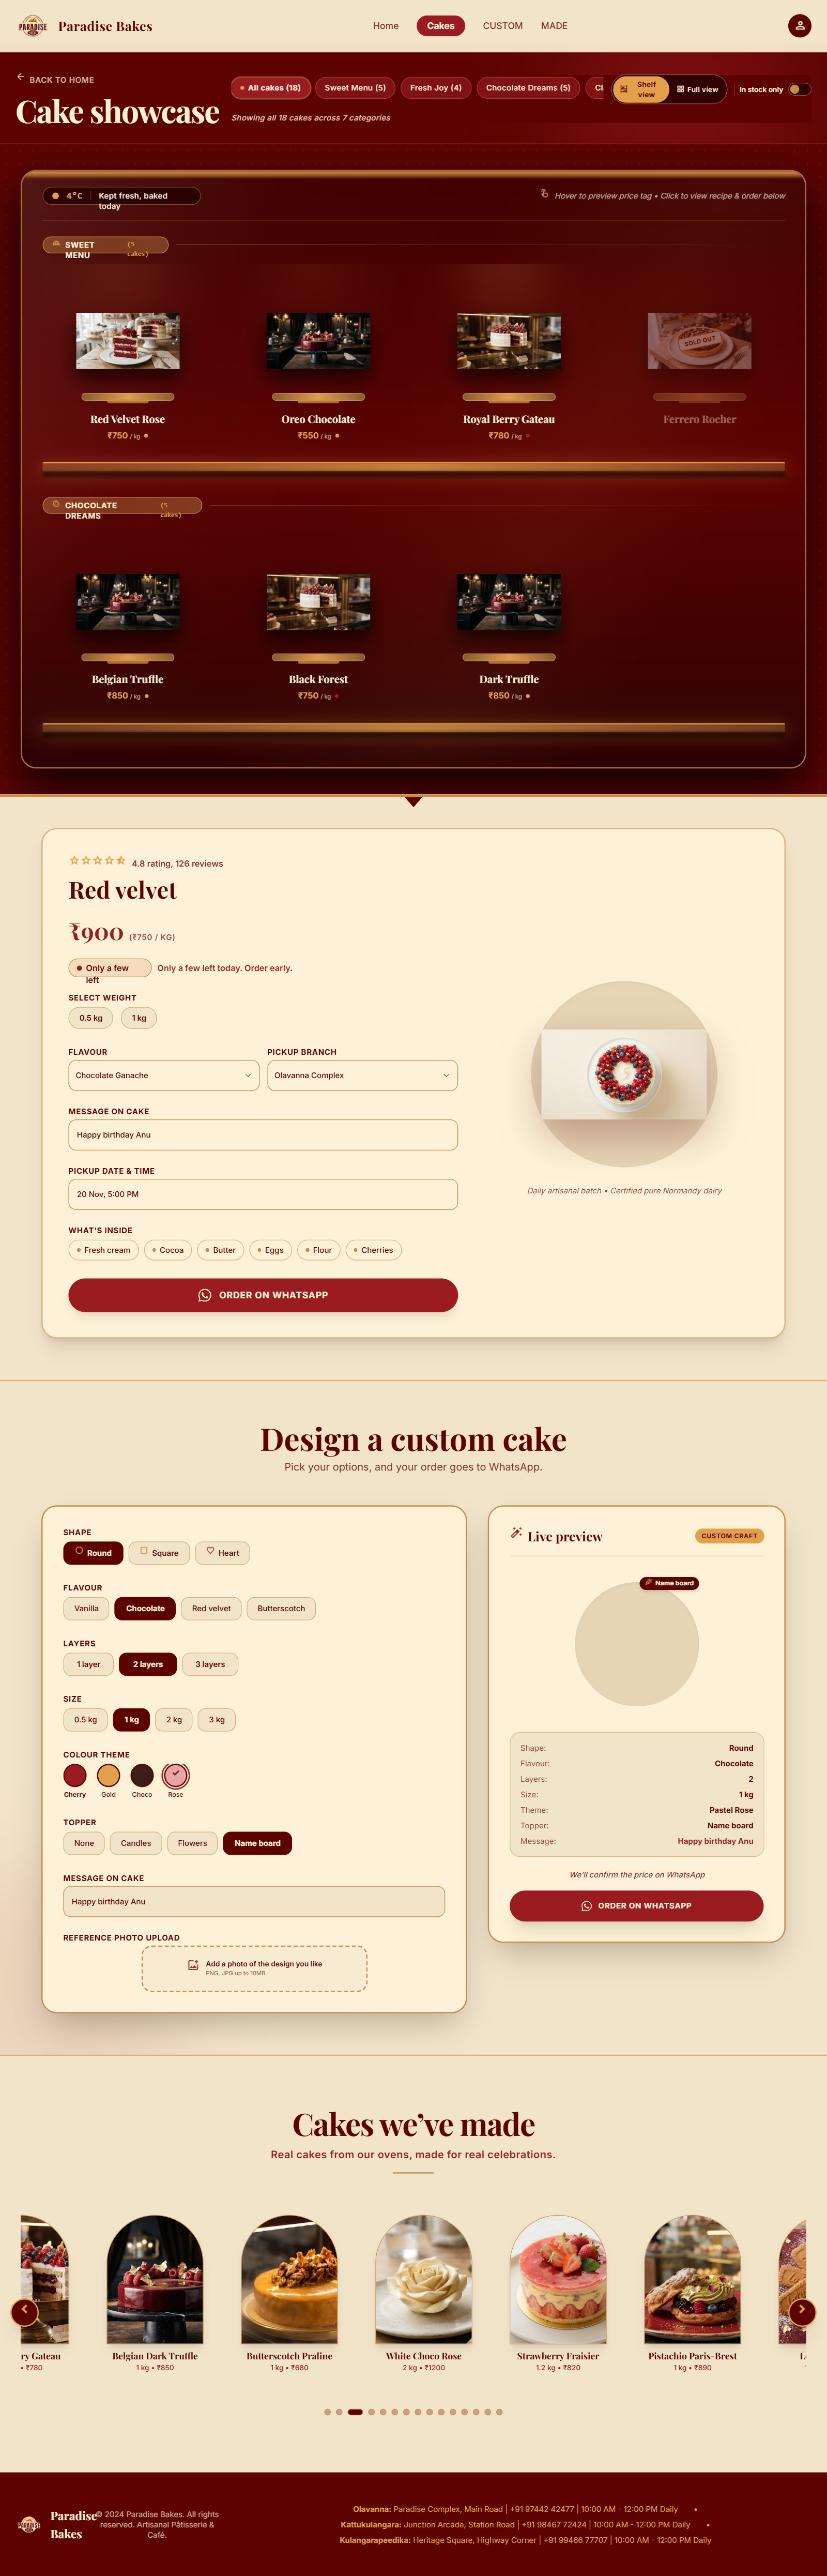 PARADISE
Paradise Bakes
Home
Cakes
CUSTOM
MADE
BACK TO HOME
Cake showcase
All cakes (18)
Sweet Menu (5)
Fresh Joy (4)
Chocolate Dreams (5)
Showing all 18 cakes across 7 categories
Shelf
view
Full view
In stock only
4°C
Kept fresh, baked
today
Hover to preview price tag • Click to view recipe & order below
SWEET
MENU
(5
cakes)
SOLD OUT
Red Velvet Rose
₹750 / kg
Oreo Chocolate
₹550 / kg
Royal Berry Gateau
₹780 / kg
Ferrero Rocher
CHOCOLATE
DREAMS
(5
cakes)
Belgian Truffle
₹850 / kg
Black Forest
₹750 / kg
Dark Truffle
₹850 / kg
4.8 rating, 126 reviews
Red velvet
₹900 (₹750 / KG)
Only a few
left
Only a few left today. Order early.
SELECT WEIGHT
0.5 kg
1 kg
FLAVOUR
Chocolate Ganache
PICKUP BRANCH
Olavanna Complex
MESSAGE ON CAKE
Happy birthday Anu
PICKUP DATE & TIME
20 Nov, 5:00 PM
WHAT'S INSIDE
Fresh cream
Cocoa
Butter
Eggs
Flour
Cherries
ORDER ON WHATSAPP
Daily artisanal batch • Certified pure Normandy dairy
Design a custom cake
Pick your options, and your order goes to WhatsApp.
SHAPE
Round
Square
Heart
FLAVOUR
Vanilla
Chocolate
Red velvet
Butterscotch
LAYERS
1 layer
2 layers
3 layers
SIZE
0.5 kg
1 kg
2 kg
3 kg
COLOUR THEME
Cherry
Gold
Choco
Rose
TOPPER
None
Candles
Flowers
Name board
MESSAGE ON CAKE
Happy birthday Anu
REFERENCE PHOTO UPLOAD
Add a photo of the design you like
PNG, JPG up to 10MB
Live preview
CUSTOM CRAFT
Name board
Shape: Round
Flavour: Chocolate
Layers: 2
Size: 1 kg
Theme: Pastel Rose
Topper: Name board
Message: Happy birthday Anu
We'll confirm the price on WhatsApp
ORDER ON WHATSAPP
Cakes we've made
Real cakes from our ovens, made for real celebrations.
ry Gateau
• ₹780
Belgian Dark Truffle
1 kg • ₹850
Butterscotch Praline
1 kg • ₹680
White Choco Rose
2 kg • ₹1200
Strawberry Fraisier
1.2 kg • ₹820
Pistachio Paris-Brest
1 kg • ₹890
PARADISE
Paradise
Bakes
© 2024 Paradise Bakes. All rights
reserved. Artisanal Pâtisserie &
Café.
Olavanna: Paradise Complex, Main Road | +91 97442 42477 | 10:00 AM - 12:00 PM Daily •
Kattukulangara: Junction Arcade, Station Road | +91 98467 72424 | 10:00 AM - 12:00 PM Daily •
Kulangarapeedika: Heritage Square, Highway Corner | +91 99466 77707 | 10:00 AM - 12:00 PM Daily